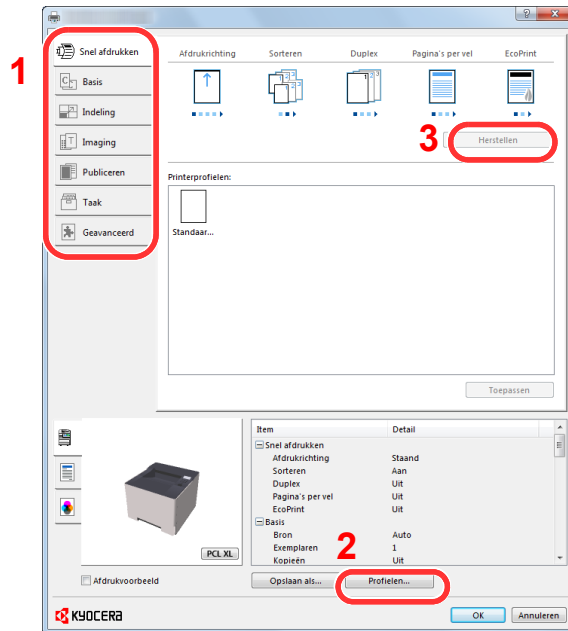 1
Snel afdrukken
Basis
Indeling
Imaging
Publiceren
Taak
Geavanceerd
Afdrukrichting Sorteren Duplex Pagina's per vel EcoPrint
3
Herstellen
Printerprofielen:
Standaar...
Toepassen
PCL XL
Afdrukvoorbeeld
Item Detail
Snel afdrukken
Afdrukrichting Staand
Sorteren Aan
Duplex Uit
Pagina's per vel Uit
EcoPrint Uit
Basis
Bron Auto
Exemplaren 1
Kopieën Uit
2
Opslaan als... Profielen...
KYOCERA
OK Annuleren